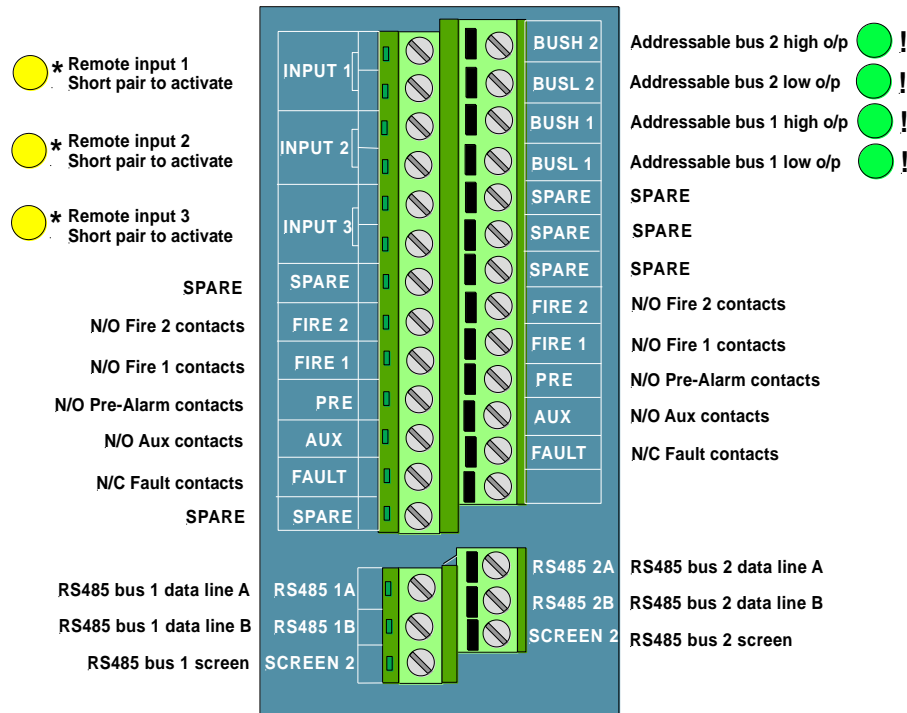 * Remote input 1
Short pair to activate
* Remote input 2
Short pair to activate
* Remote input 3
Short pair to activate
SPARE
N/O Fire 2 contacts
N/O Fire 1 contacts
N/O Pre-Alarm contacts
N/O Aux contacts
N/C Fault contacts
SPARE
RS485 bus 1 data line A
RS485 bus 1 data line B
RS485 bus 1 screen
INPUT 1
INPUT 2
INPUT 3
SPARE
FIRE 2
FIRE 1
PRE
AUX
FAULT
SPARE
RS485 1A
RS485 1B
SCREEN 2
BUSH 2
BUSL 2
BUSH 1
BUSL 1
SPARE
SPARE
SPARE
FIRE 2
FIRE 1
PRE
AUX
FAULT
RS485 2A
RS485 2B
SCREEN 2
Addressable bus 2 high o/p !
Addressable bus 2 low o/p !
Addressable bus 1 high o/p !
Addressable bus 1 low o/p !
SPARE
SPARE
SPARE
N/O Fire 2 contacts
N/O Fire 1 contacts
N/O Pre-Alarm contacts
N/O Aux contacts
N/C Fault contacts
RS485 bus 2 data line A
RS485 bus 2 data line B
RS485 bus 2 screen